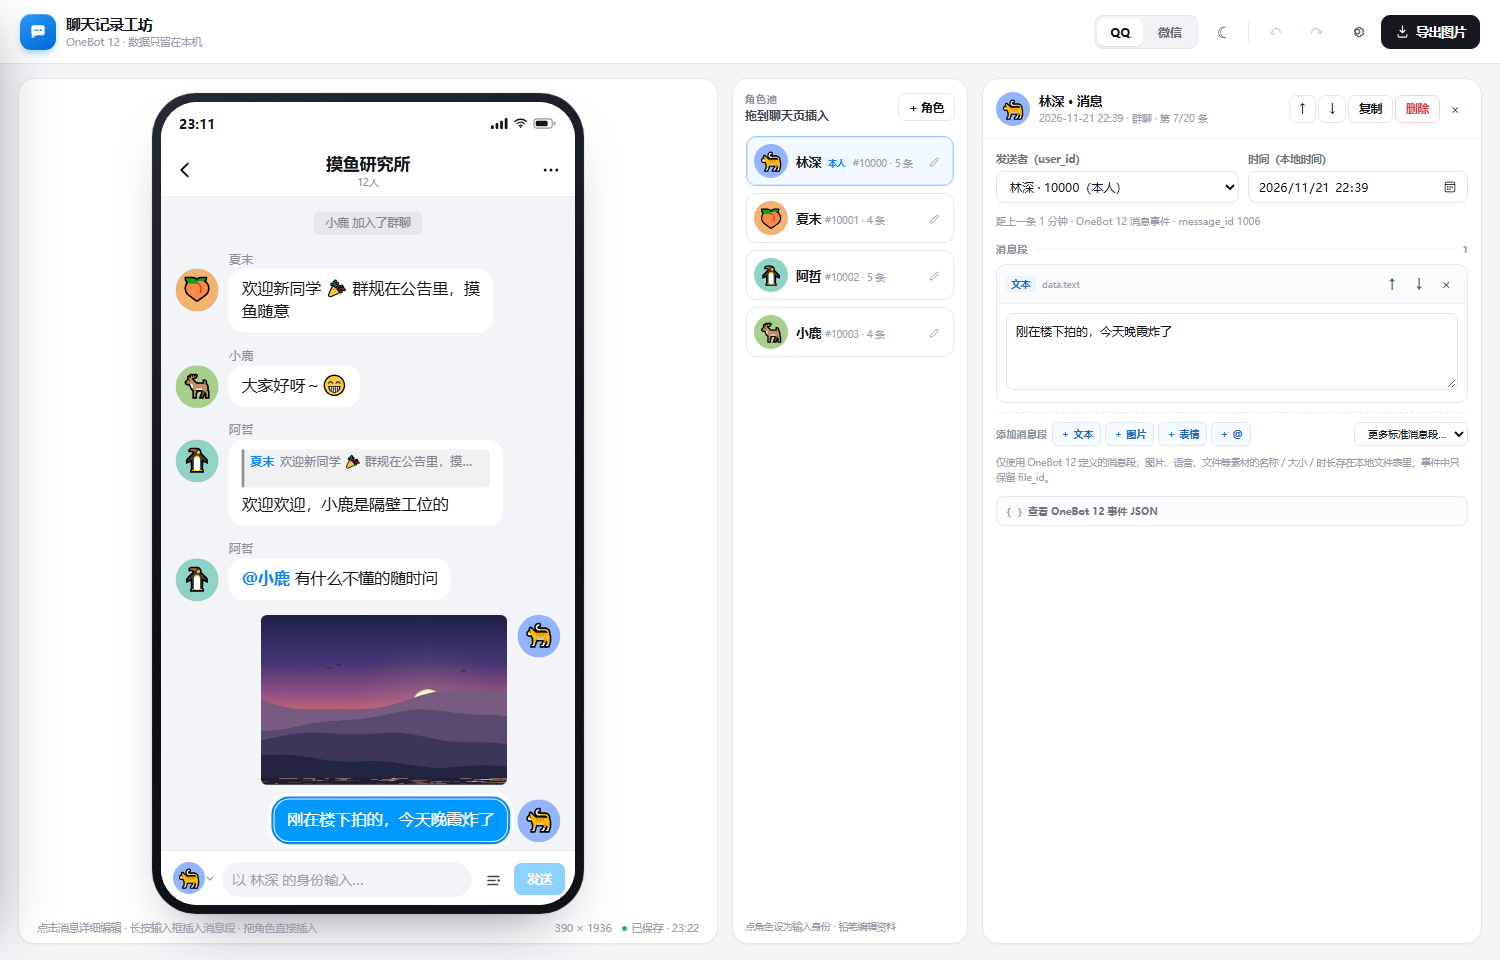 聊天记录工坊
OneBot 12 · 数据只留在本机
QQ
微信
导出图片
23:11
摸鱼研究所
12人
小鹿 加入了群聊
夏末
欢迎新同学 🎉 群规在公告里，摸
鱼随意
小鹿
大家好呀～😁
阿哲
夏末 欢迎新同学 🎉 群规在公告里，摸...
欢迎欢迎，小鹿是隔壁工位的
阿哲
@小鹿 有什么不懂的随时问
刚在楼下拍的，今天晚霞炸了
以 林深 的身份输入...
发送
点击消息详细编辑 · 长按输入框插入消息段 · 拖角色直接插入
390 × 1936
已保存 · 23:22
角色池
拖到聊天页插入
+ 角色
林深 本人 #10000 · 5 条
夏末 #10001 · 4 条
阿哲 #10002 · 5 条
小鹿 #10003 · 4 条
点角色设为输入身份 · 铅笔编辑资料
林深 • 消息
2026-11-21 22:39 · 群聊 · 第 7/20 条
↑
↓
复制
删除
×
发送者（user_id）
林深 · 10000（本人）
时间（本地时间）
2026/11/21 22:39
距上一条 1 分钟 · OneBot 12 消息事件 · message_id 1006
消息段
1
文本 data.text
↑
↓
×
刚在楼下拍的，今天晚霞炸了
添加消息段
+ 文本
+ 图片
+ 表情
+ @
更多标准消息段...
仅使用 OneBot 12 定义的消息段；图片、语音、文件等素材的名称 / 大小 / 时长存在本地文件表里，事件中只
保留 file_id。
{ } 查看 OneBot 12 事件 JSON